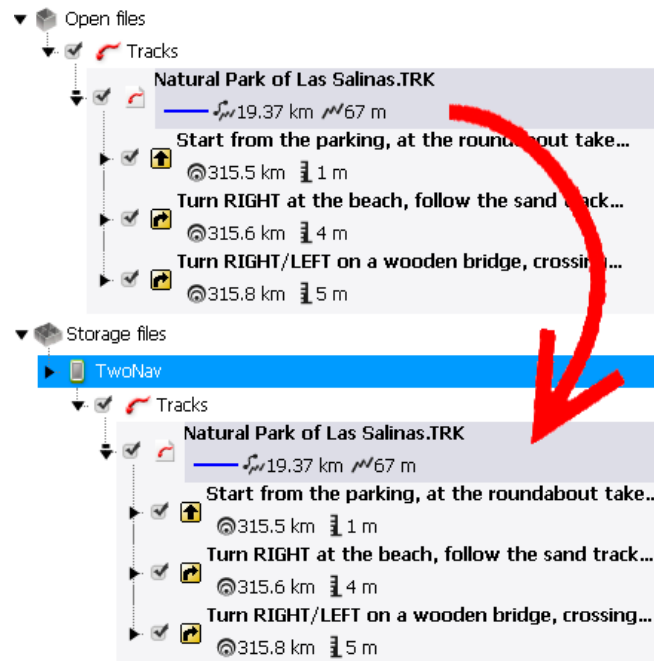 Open files
Tracks
Natural Park of Las Salinas.TRK
19.37 km 67 m
Start from the parking, at the roundabout take...
315.5 km 1 m
Turn RIGHT at the beach, follow the sand track...
315.6 km 4 m
Turn RIGHT/LEFT on a wooden bridge, crossing...
315.8 km 5 m
Storage files
TwoNav
Tracks
Natural Park of Las Salinas.TRK
19.37 km 67 m
Start from the parking, at the roundabout take..
315.5 km 1 m
Turn RIGHT at the beach, follow the sand track...
315.6 km 4 m
Turn RIGHT/LEFT on a wooden bridge, crossing...
315.8 km 5 m